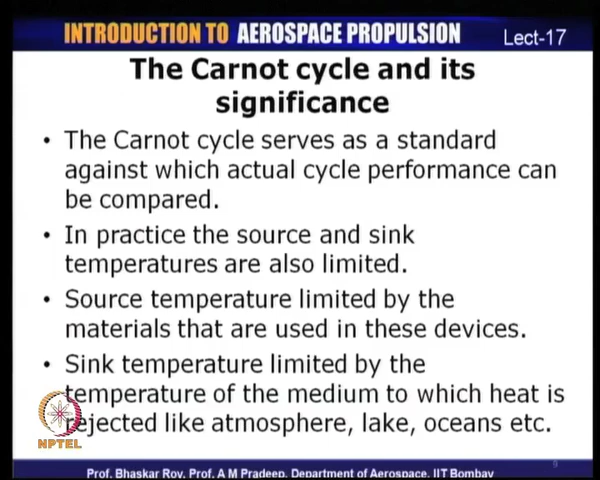 INTRODUCTION TO AEROSPACE PROPULSION Lect-17
The Carnot cycle and its
significance
• The Carnot cycle serves as a standard
against which actual cycle performance can
be compared.
• In practice the source and sink
temperatures are also limited.
• Source temperature limited by the
materials that are used in these devices.
• Sink temperature limited by the
temperature of the medium to which heat is
rejected like atmosphere, lake, oceans etc.
NPTEL
9
Prof. Bhaskar Roy, Prof. A M Pradeep, Department of Aerospace, IIT Bombay